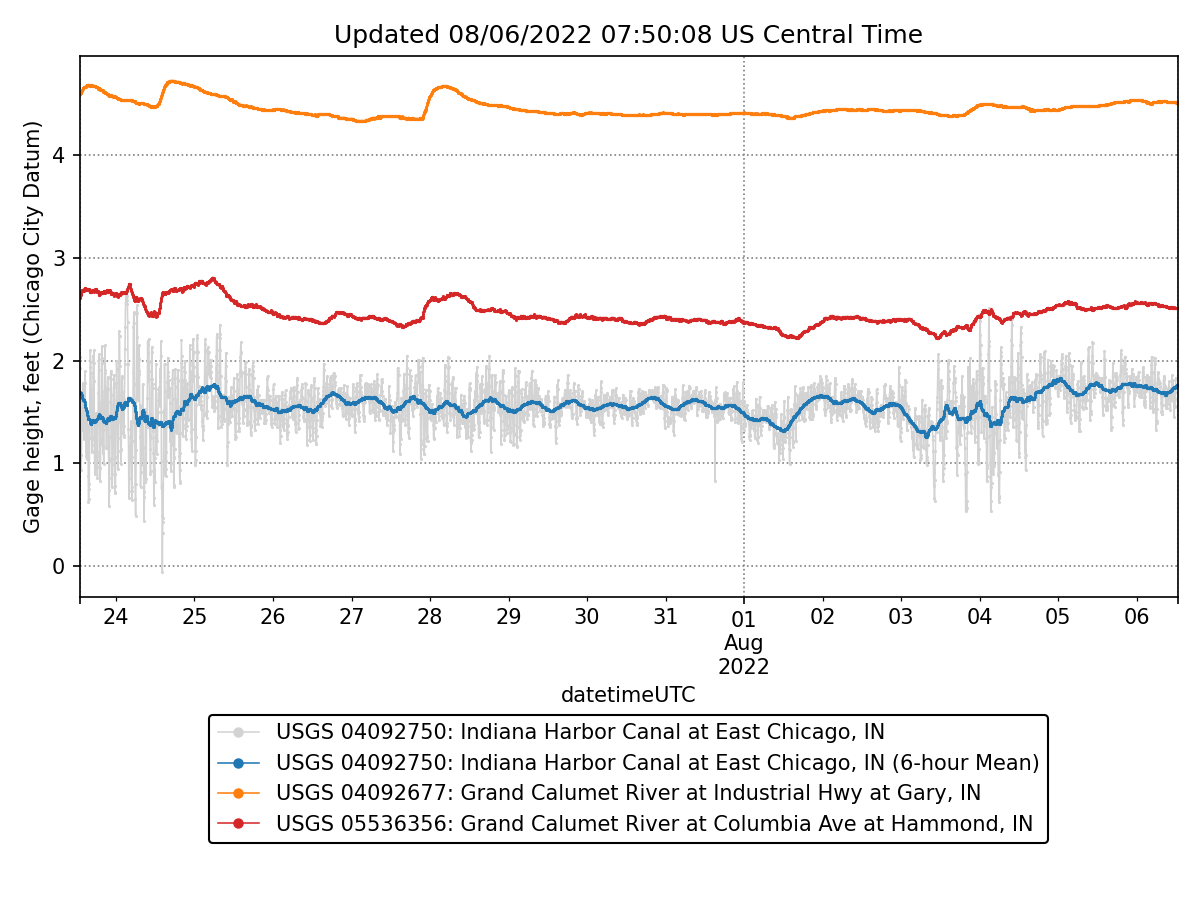 Updated 08/06/2022 07:50:08 US Central Time
Gage height, feet (Chicago City Datum)
4
3
2
1
0
24 25 26 27 28 29 30 31 01 02 03 04 05 06
Aug
2022
datetimeUTC
USGS 04092750: Indiana Harbor Canal at East Chicago, IN
USGS 04092750: Indiana Harbor Canal at East Chicago, IN (6-hour Mean)
USGS 04092677: Grand Calumet River at Industrial Hwy at Gary, IN
USGS 05536356: Grand Calumet River at Columbia Ave at Hammond, IN